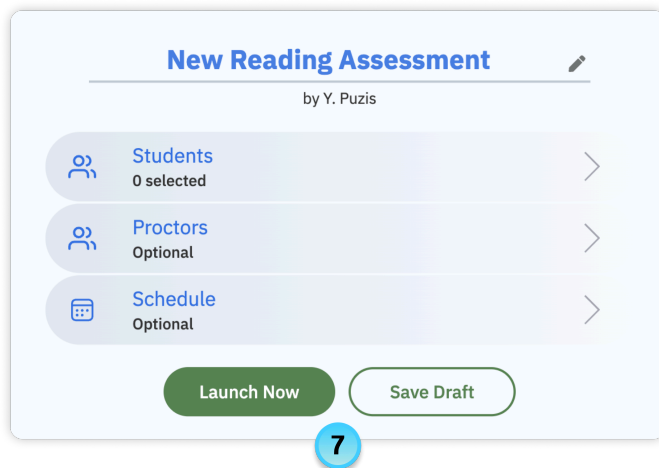 New Reading Assessment
by Y. Puzis
Students
0 selected
Proctors
Optional
Schedule
Optional
Launch Now Save Draft
7